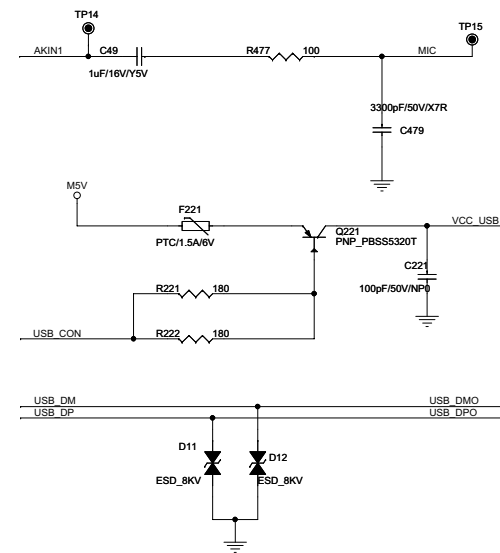 TP14
TP15
AKIN1
C49
R477
100
MIC
1uF/16V/Y5V
3300pF/50V/X7R
C479
M5V
F221
PTC/1.5A/6V
Q221
PNP_PBSS5320T
VCC_USB
C221
100pF/50V/NP0
R221
180
USB_CON
R222
180
USB_DM
USB_DMO
USB_DP
USB_DPO
D11
D12
ESD_8KV
ESD_8KV